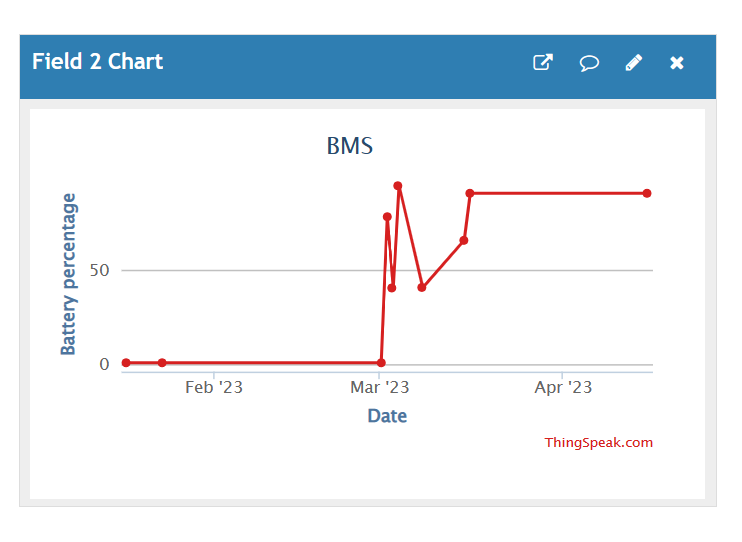 Field 2 Chart
BMS
Battery percentage
50
0
Feb '23 Mar '23 Apr '23
Date
ThingSpeak.com